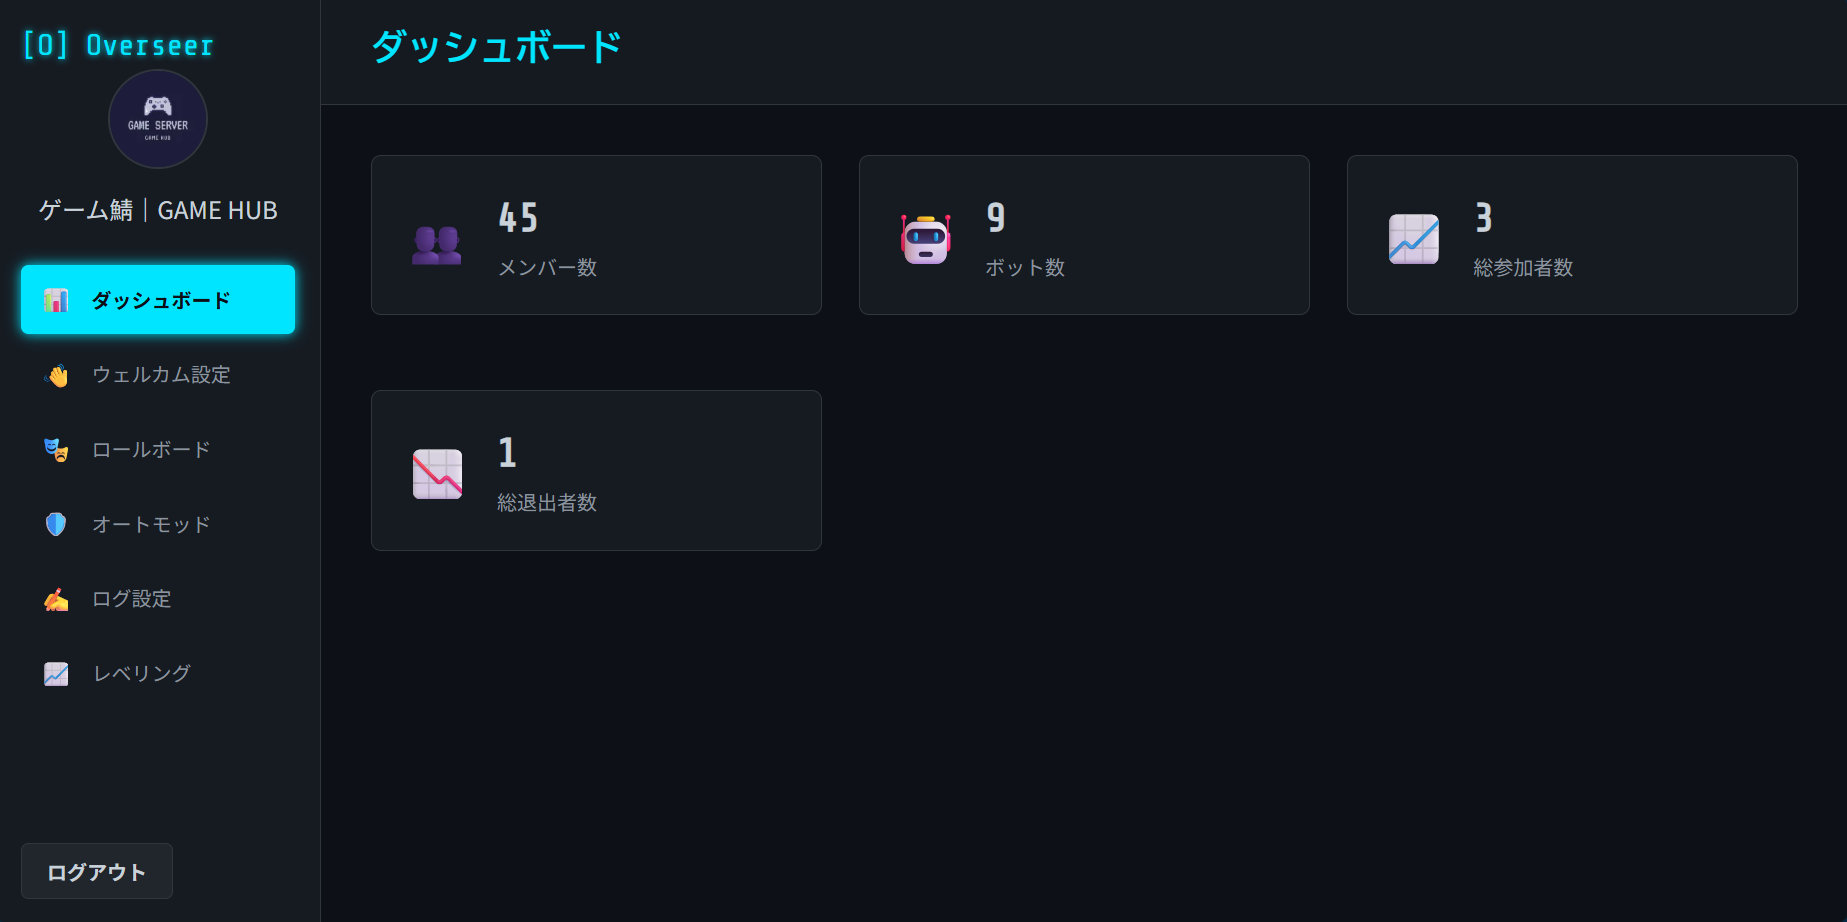 [O] Overseer
GAME SERVER
GAME HUB
ゲーム鯖｜GAME HUB
ダッシュボード
ウェルカム設定
ロールボード
オートモッド
ログ設定
レベリング
ログアウト
ダッシュボード
45
メンバー数
9
ボット数
3
総参加者数
1
総退出者数